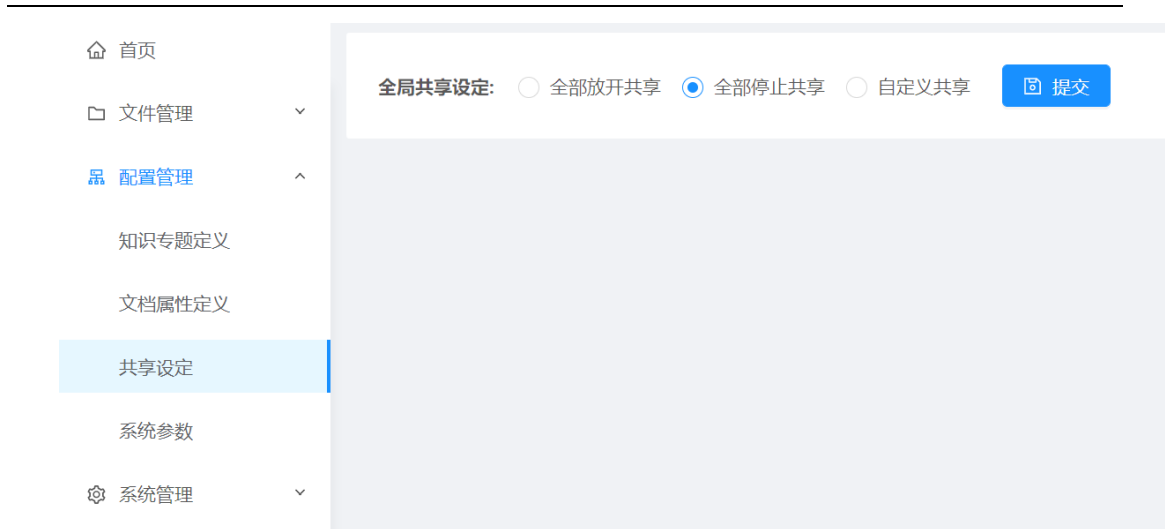 首页
文件管理
配置管理
知识专题定义
文档属性定义
共享设定
系统参数
系统管理
全局共享设定: 全部放开共享 全部停止共享 自定义共享 提交